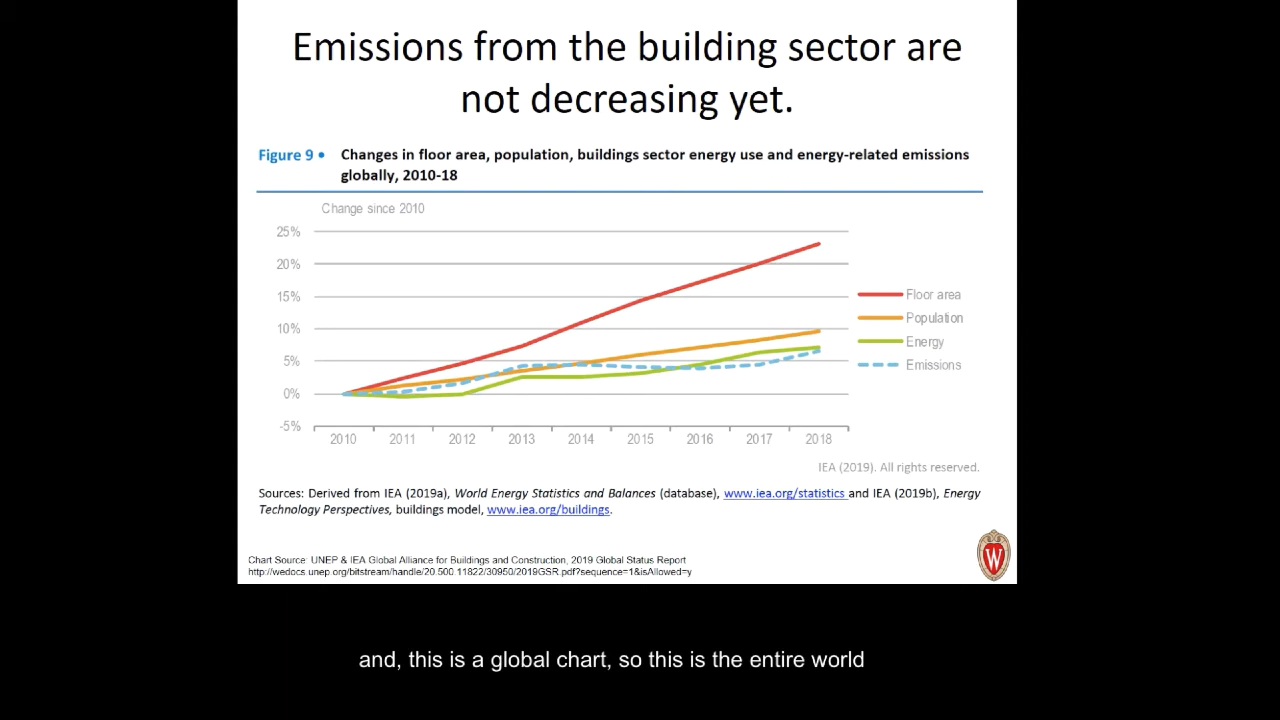 Emissions from the building sector are
not decreasing yet.
Figure 9 • Changes in floor area, population, buildings sector energy use and energy-related emissions
globally, 2010-18
Change since 2010
25%
20%
15%
10%
5%
0%
-5%
2010 2011 2012 2013 2014 2015 2016 2017 2018
Floor area
Population
Energy
Emissions
IEA (2019). All rights reserved.
Sources: Derived from IEA (2019a), World Energy Statistics and Balances (database), www.iea.org/statistics and IEA (2019b), Energy
Technology Perspectives, buildings model, www.iea.org/buildings.
Chart Source: UNEP & IEA Global Alliance for Buildings and Construction, 2019 Global Status Report
http://wedocs.unep.org/bitstream/handle/20.500.11822/30950/2019GSR.pdf?sequence=1&isAllowed=y
W
and, this is a global chart, so this is the entire world